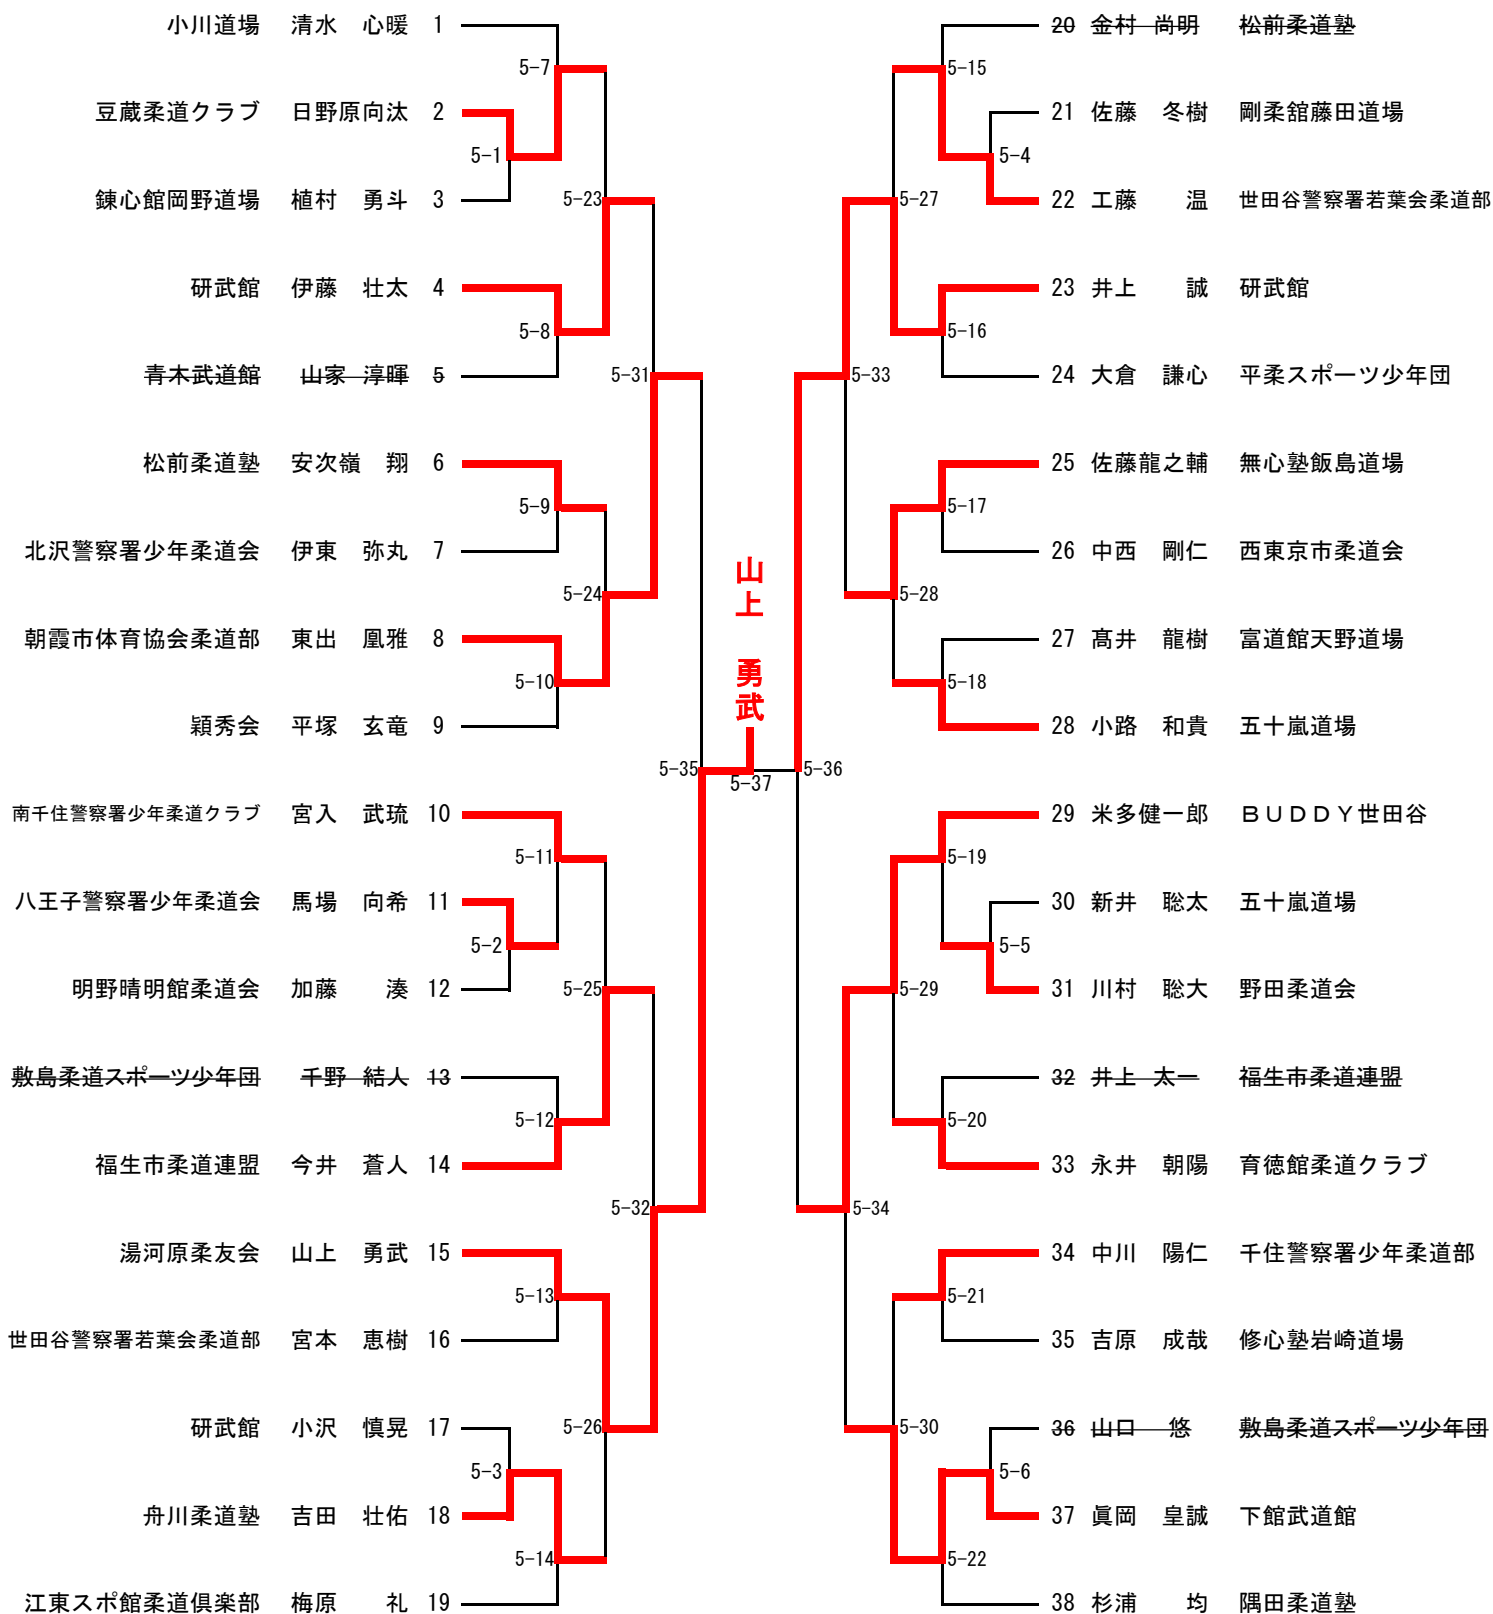 小川道場 清水 心暖 1
豆蔵柔道クラブ 日野原向汰 2
錬心館岡野道場 植村 勇斗 3
研武館 伊藤 壮太 4
青木武道館 山家 淳暉 5
松前柔道塾 安次嶺 翔 6
北沢警察署少年柔道会 伊東 弥丸 7
朝霞市体育協会柔道部 東出 凰雅 8
穎秀会 平塚 玄竜 9
南千住警察署少年柔道クラブ 宮入 武琉 10
八王子警察署少年柔道会 馬場 向希 11
明野晴明館柔道会 加藤 湊 12
敷島柔道スポーツ少年団 千野 結人 13
福生市柔道連盟 今井 蒼人 14
湯河原柔友会 山上 勇武 15
世田谷警察署若葉会柔道部 宮本 恵樹 16
研武館 小沢 慎晃 17
舟川柔道塾 吉田 壮佑 18
江東スポ館柔道倶楽部 梅原 礼 19
5-7
5-1
5-23
5-8
5-31
5-9
5-24
5-10
5-35
5-11
5-2
5-25
5-12
5-32
5-13
5-26
5-3
5-14
山上 勇武
5-37
20 金村 尚明 松前柔道塾
21 佐藤 冬樹 剛柔舘藤田道場
22 工藤 温 世田谷警察署若葉会柔道部
23 井上 誠 研武館
24 大倉 謙心 平柔スポーツ少年団
25 佐藤龍之輔 無心塾飯島道場
26 中西 剛仁 西東京市柔道会
27 髙井 龍樹 富道館天野道場
28 小路 和貴 五十嵐道場
29 米多健一郎 ＢＵＤＤＹ世田谷
30 新井 聡太 五十嵐道場
31 川村 聡大 野田柔道会
32 井上 太一 福生市柔道連盟
33 永井 朝陽 育徳館柔道クラブ
34 中川 陽仁 千住警察署少年柔道部
35 吉原 成哉 修心塾岩崎道場
36 山口 悠 敷島柔道スポーツ少年団
37 眞岡 皇誠 下館武道館
38 杉浦 均 隅田柔道塾
5-15
5-4
5-27
5-16
5-33
5-17
5-28
5-18
5-36
5-19
5-5
5-29
5-20
5-34
5-21
5-30
5-6
5-22